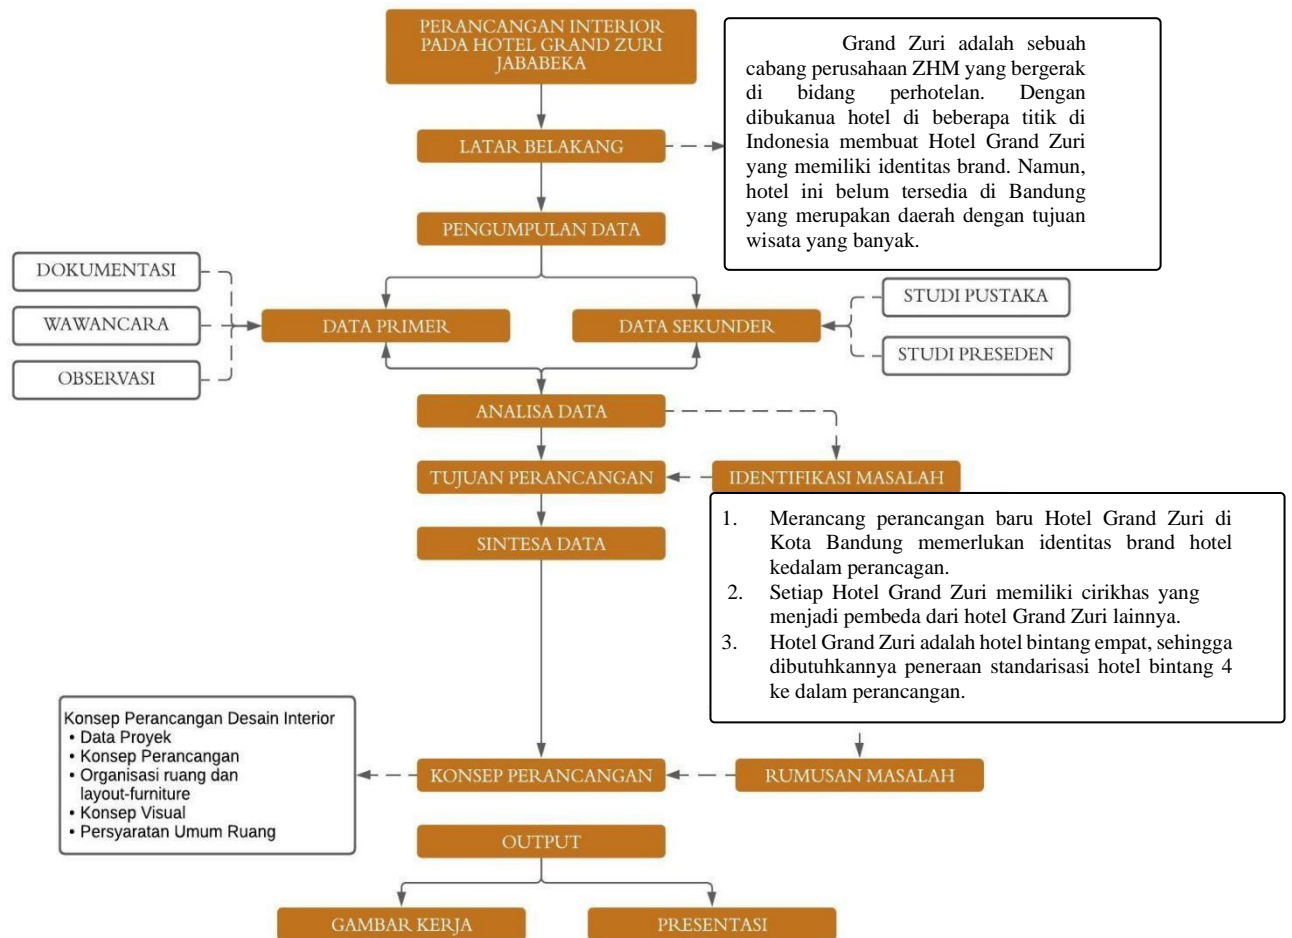 PERANCANGAN INTERIOR
PADA HOTEL GRAND ZURI
JABABEKA
Grand Zuri adalah sebuah
cabang perusahaan ZHM yang bergerak
di bidang perhotelan. Dengan
dibukanua hotel di beberapa titik di
Indonesia membuat Hotel Grand Zuri
yang memiliki identitas brand. Namun,
hotel ini belum tersedia di Bandung
yang merupakan daerah dengan tujuan
wisata yang banyak.
LATAR BELAKANG
PENGUMPULAN DATA
DOKUMENTASI
WAWANCARA
OBSERVASI
DATA PRIMER
DATA SEKUNDER
STUDI PUSTAKA
STUDI PRESEDEN
ANALISA DATA
TUJUAN PERANCANGAN
IDENTIFIKASI MASALAH
SINTESA DATA
1. Merancang perancangan baru Hotel Grand Zuri di
Kota Bandung memerlukan identitas brand hotel
kedalam perancagan.
2. Setiap Hotel Grand Zuri memiliki cirikhas yang
menjadi pembeda dari hotel Grand Zuri lainnya.
3. Hotel Grand Zuri adalah hotel bintang empat, sehingga
dibutuhkannya peneraan standarisasi hotel bintang 4
ke dalam perancangan.
Konsep Perancangan Desain Interior
• Data Proyek
• Konsep Perancangan
• Organisasi ruang dan
layout-furniture
• Konsep Visual
• Persyaratan Umum Ruang
KONSEP PERANCANGAN
RUMUSAN MASALAH
OUTPUT
GAMBAR KERJA
PRESENTASI